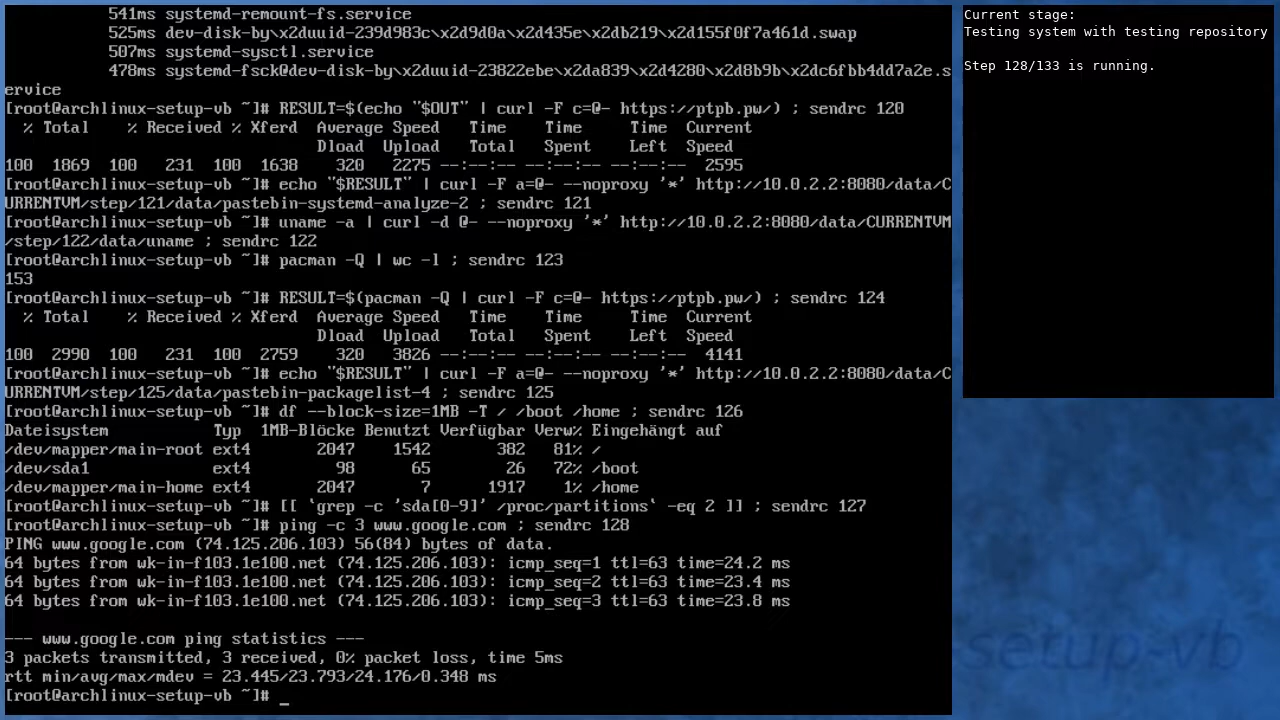 541ms systemd-remount-fs.service
525ms dev-disk-by\x2duuid-239d983c\x2d9d0a\x2d435e\x2db219\x2d155f0f7a461d.swap
507ms systemd-sysctl.service
478ms systemd-fsck@dev-disk-by\x2duuid-23822ebe\x2da839\x2d4280\x2d8b9b\x2dc6fbb4dd7a2e.s
ervice
[root@archlinux-setup-vb ~]# RESULT=$(echo "$OUT" | curl -F c=@- https://ptpb.pw/) ; sendrc 120
% Total    % Received % Xferd  Average Speed   Time    Time     Time  Current
Dload  Upload   Total   Spent    Left  Speed
100  1869  100   231  100  1638    320   2275 --:--:-- --:--:-- --:--:--  2595
[root@archlinux-setup-vb ~]# echo "$RESULT" | curl -F a=@- --noproxy '*' http://10.0.2.2:8080/data/C
URRENTVM/step/121/data/pastebin-systemd-analyze-2 ; sendrc 121
[root@archlinux-setup-vb ~]# uname -a | curl -d @- --noproxy '*' http://10.0.2.2:8080/data/CURRENTVM
/step/122/data/uname ; sendrc 122
[root@archlinux-setup-vb ~]# pacman -Q | wc -l ; sendrc 123
153
[root@archlinux-setup-vb ~]# RESULT=$(pacman -Q | curl -F c=@- https://ptpb.pw/) ; sendrc 124
% Total    % Received % Xferd  Average Speed   Time    Time     Time  Current
Dload  Upload   Total   Spent    Left  Speed
100  2990  100   231  100  2759    320   3826 --:--:-- --:--:-- --:--:--  4141
[root@archlinux-setup-vb ~]# echo "$RESULT" | curl -F a=@- --noproxy '*' http://10.0.2.2:8080/data/C
URRENTVM/step/125/data/pastebin-packagelist-4 ; sendrc 125
[root@archlinux-setup-vb ~]# df --block-size=1MB -T / /boot /home ; sendrc 126
Dateisystem           Typ  1MB-Blöcke Benutzt Verfügbar Verw% Eingehängt auf
/dev/mapper/main-root ext4       2047    1542       382   81% /
/dev/sda1             ext4         98      65        26   72% /boot
/dev/mapper/main-home ext4       2047       7      1917    1% /home
[root@archlinux-setup-vb ~]# [[ `grep -c 'sda[0-9]' /proc/partitions` -eq 2 ]] ; sendrc 127
[root@archlinux-setup-vb ~]# ping -c 3 www.google.com ; sendrc 128
PING www.google.com (74.125.206.103) 56(84) bytes of data.
64 bytes from wk-in-f103.1e100.net (74.125.206.103): icmp_seq=1 ttl=63 time=24.2 ms
64 bytes from wk-in-f103.1e100.net (74.125.206.103): icmp_seq=2 ttl=63 time=23.4 ms
64 bytes from wk-in-f103.1e100.net (74.125.206.103): icmp_seq=3 ttl=63 time=23.8 ms
--- www.google.com ping statistics ---
3 packets transmitted, 3 received, 0% packet loss, time 5ms
rtt min/avg/max/mdev = 23.445/23.793/24.176/0.348 ms
[root@archlinux-setup-vb ~]# _
Current stage:
Testing system with testing repository
Step 128/133 is running.
setup-vb